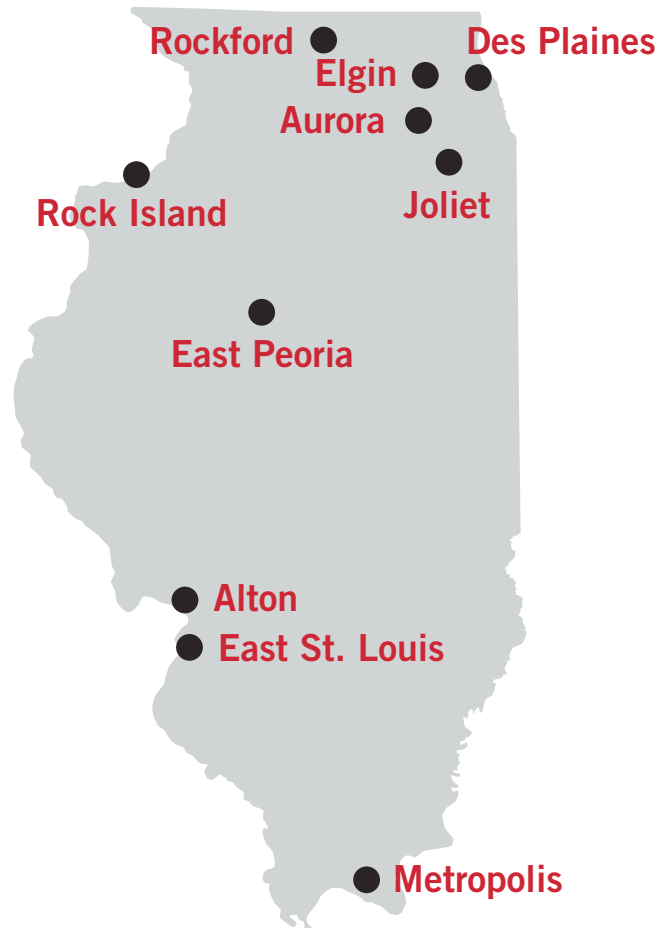 Rockford
Des Plaines
Elgin
Aurora
Joliet
Rock Island
East Peoria
Alton
East St. Louis
Metropolis